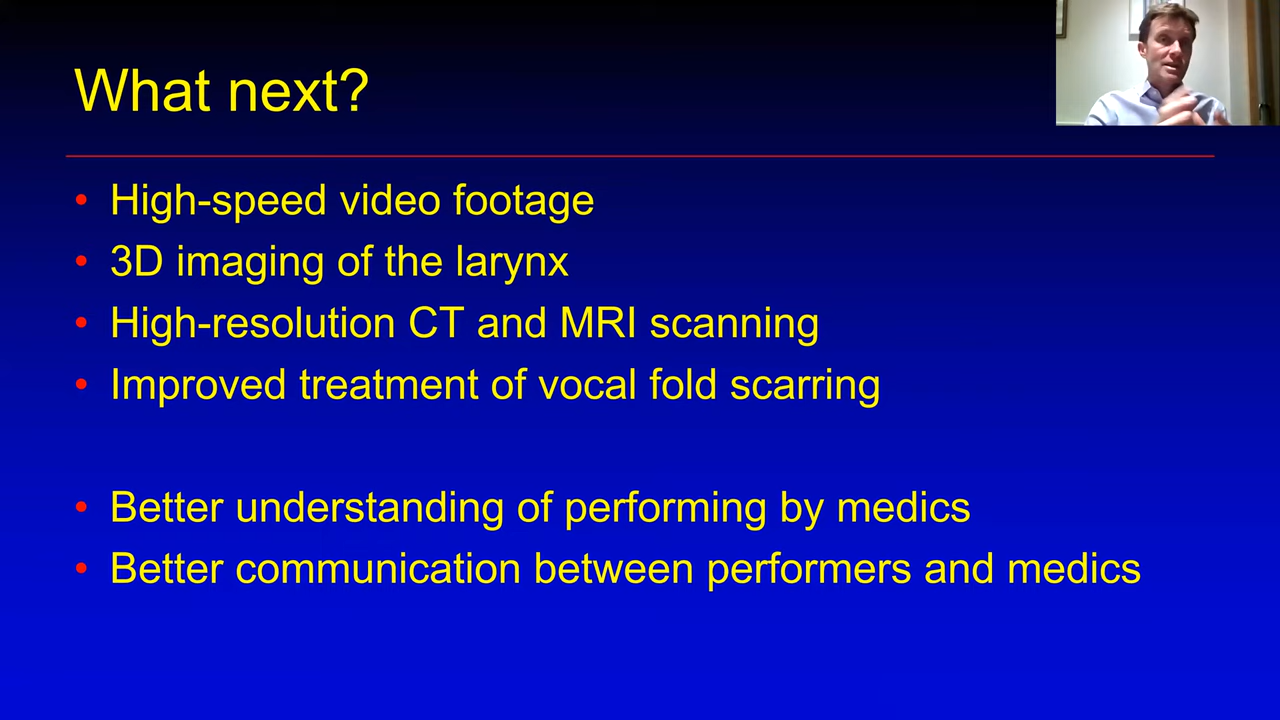 What next?
• High-speed video footage
• 3D imaging of the larynx
• High-resolution CT and MRI scanning
• Improved treatment of vocal fold scarring
• Better understanding of performing by medics
• Better communication between performers and medics